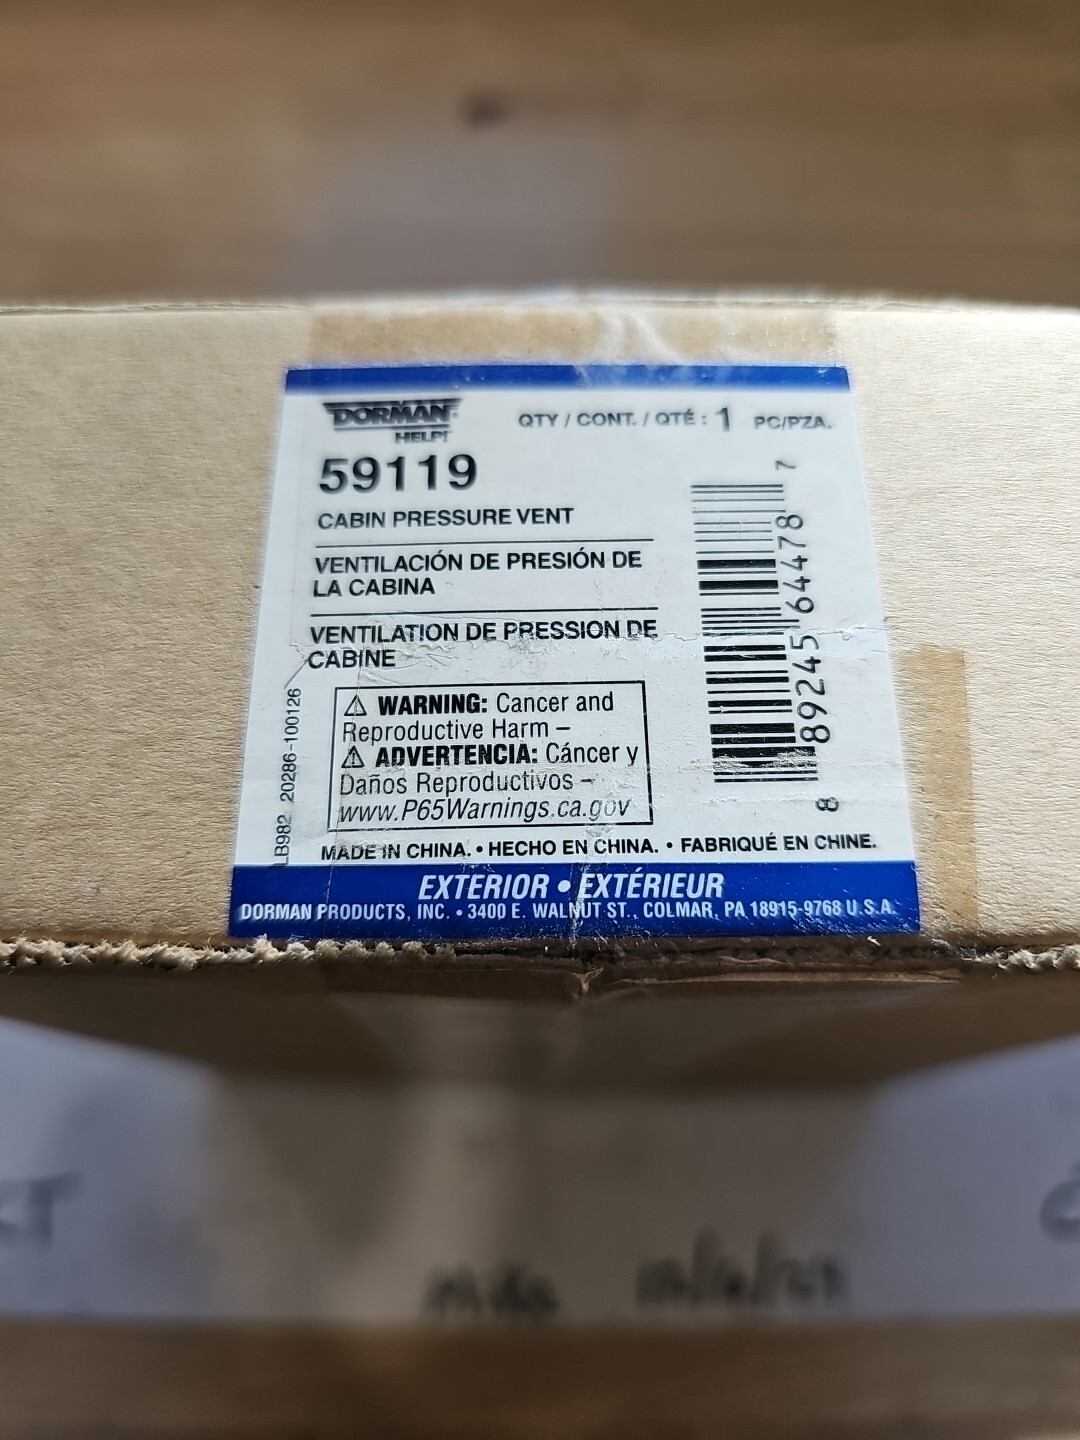 DORMAN
HELP!
QTY / CONT. / QTÉ : 1 PC/PZA.
59119
CABIN PRESSURE VENT
VENTILACIÓN DE PRESIÓN DE
LA CABINA
VENTILATION DE PRESSION DE
CABINE
⚠ WARNING: Cancer and
Reproductive Harm –
⚠ ADVERTENCIA: Cáncer y
Daños Reproductivos –
www.P65Warnings.ca.gov
LB982 20286-100126
8 89245 64478 7
MADE IN CHINA. • HECHO EN CHINA. • FABRIQUÉ EN CHINE.
EXTERIOR • EXTÉRIEUR
DORMAN PRODUCTS, INC. • 3400 E. WALNUT ST., COLMAR, PA 18915-9768 U.S.A.